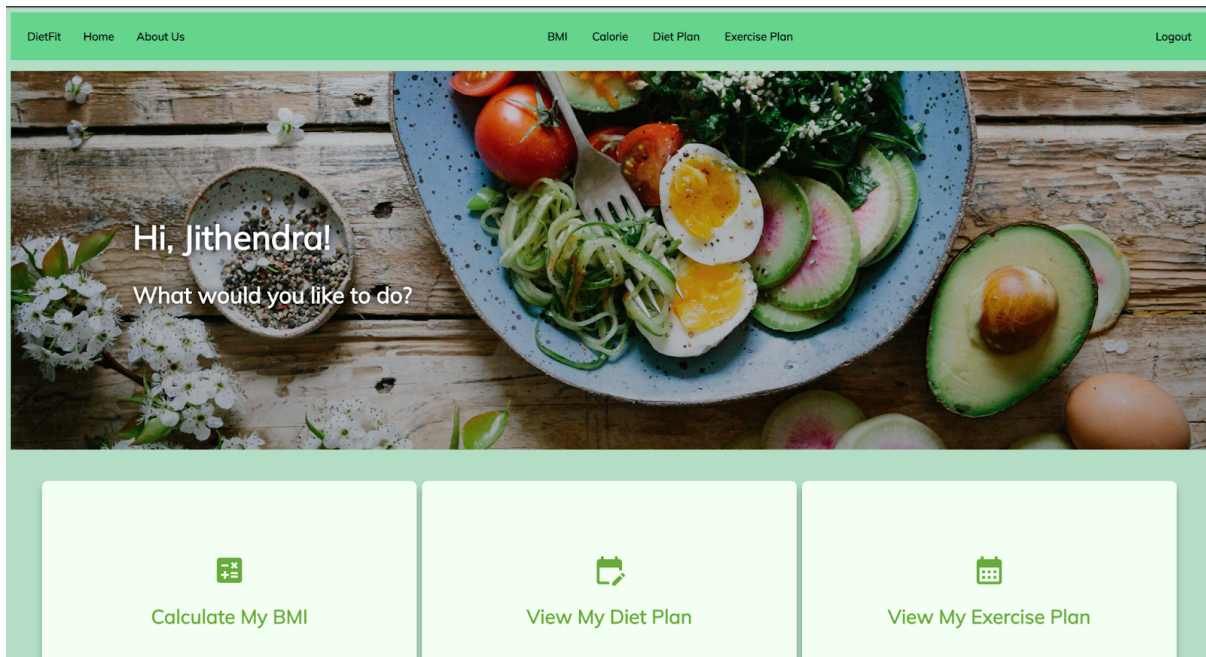 DietFit Home About Us BMI Calorie Diet Plan Exercise Plan Logout
Hi, Jithendra!
What would you like to do?
Calculate My BMI View My Diet Plan View My Exercise Plan